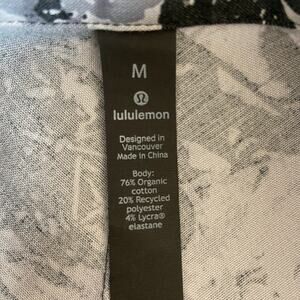 M
lululemon
Designed in
Vancouver
Made in China
Body:
76% Organic
cotton
20% Recycled
polyester
4% Lycra®
elastane